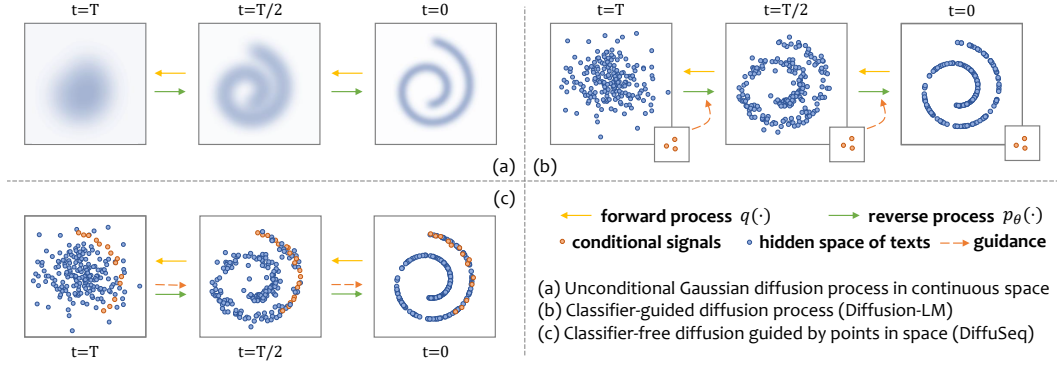 t=T t=T/2 t=0
(a)
t=T t=T/2 t=0
(b)
(c)
t=T t=T/2 t=0
forward process q(·) reverse process pθ(·)
conditional signals hidden space of texts guidance
(a) Unconditional Gaussian diffusion process in continuous space
(b) Classifier-guided diffusion process (Diffusion-LM)
(c) Classifier-free diffusion guided by points in space (DiffuSeq)